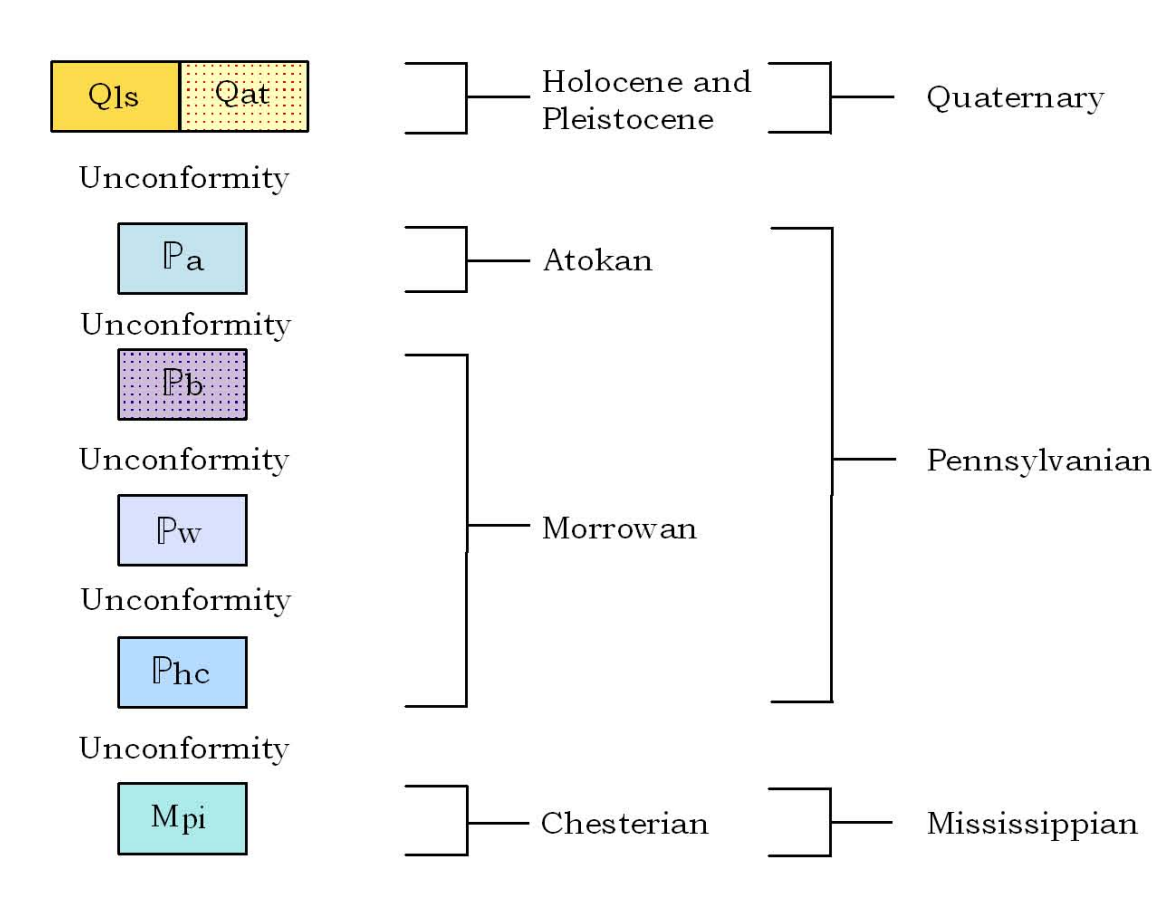 Qls Qat Holocene and Pleistocene Quaternary
Unconformity
ℙa Atokan
Unconformity
ℙb
Unconformity
Pennsylvanian
ℙw Morrowan
Unconformity
ℙhc
Unconformity
Mpi Chesterian Mississippian